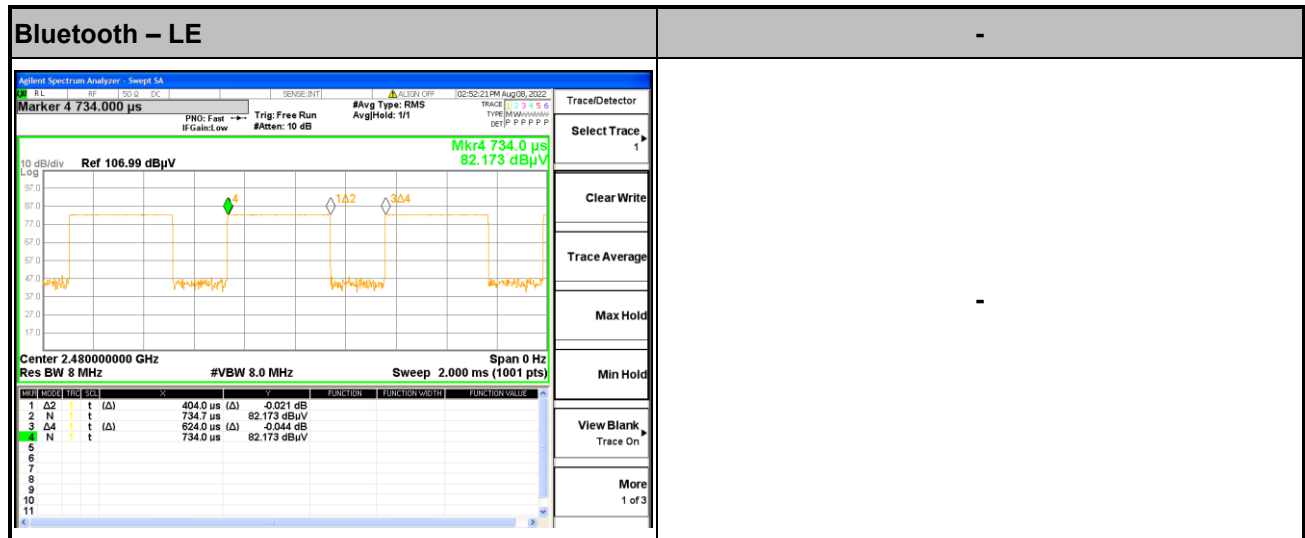 Bluetooth – LE -
Agilent Spectrum Analyzer - Swept SA
RL RF 50 Ω DC SENSE:INT ALIGN OFF 02:52:21 PM Aug 08, 2022
Marker 4 734.000 µs
PNO: Fast
IFGain:Low
Trig: Free Run
#Atten: 10 dB
#Avg Type: RMS
Avg|Hold: 1/1
TRACE 1 2 3 4 5 6
TYPE
DET P P P P P P
Mkr4 734.0 µs
82.173 dBµV
10 dB/div Ref 106.99 dBµV
Log
97.0
87.0
77.0
67.0
57.0
47.0
37.0
27.0
17.0
4 1Δ2 3Δ4
Center 2.480000000 GHz Span 0 Hz
Res BW 8 MHz #VBW 8.0 MHz Sweep 2.000 ms (1001 pts)
MKR MODE TRC SCL X Y FUNCTION FUNCTION WIDTH FUNCTION VALUE
1 Δ2 1 t (Δ) 404.0 µs (Δ) -0.021 dB
2 N 1 t 734.7 µs 82.173 dBµV
3 Δ4 1 t (Δ) 624.0 µs (Δ) -0.044 dB
4 N 1 t 734.0 µs 82.173 dBµV
5
6
7
8
9
10
11
Trace/Detector
Select Trace
1
Clear Write
Trace Average
Max Hold
Min Hold
View Blank
Trace On
More
1 of 3
-